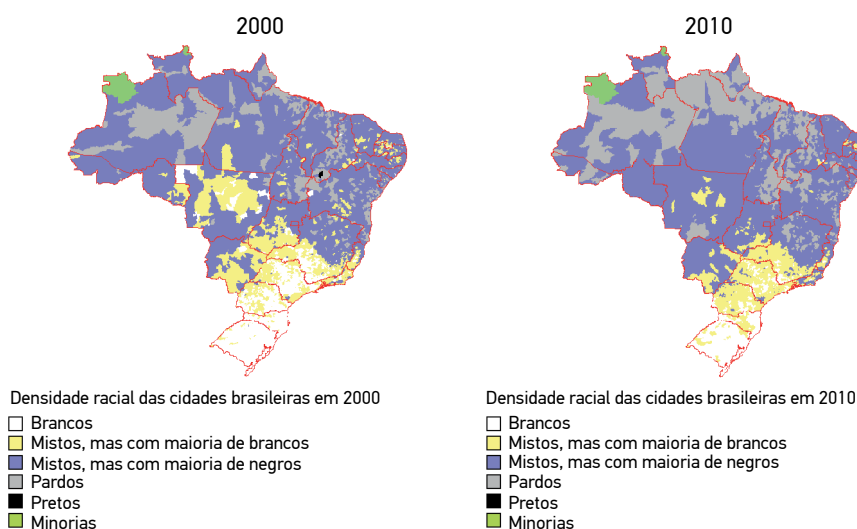 2000
2010
Densidade racial das cidades brasileiras em 2000
Brancos
Mistos, mas com maioria de brancos
Mistos, mas com maioria de negros
Pardos
Pretos
Minorias
Densidade racial das cidades brasileiras em 2010
Brancos
Mistos, mas com maioria de brancos
Mistos, mas com maioria de negros
Pardos
Pretos
Minorias